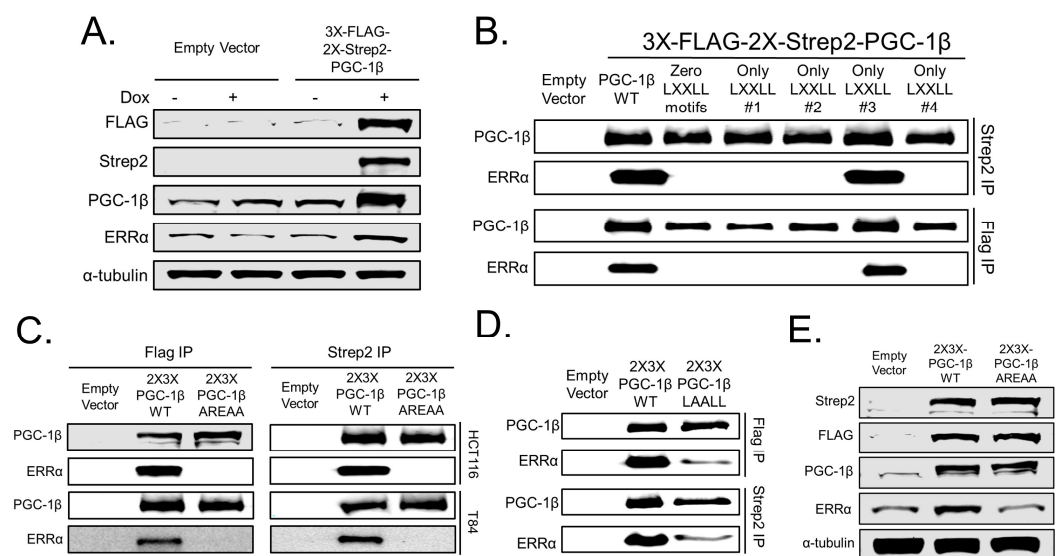 A.
Empty Vector
3X-FLAG-
2X-Strep2-
PGC-1β
Dox - + - +
FLAG
Strep2
PGC-1β
ERRα
α-tubulin
B.
3X-FLAG-2X-Strep2-PGC-1β
Empty
Vector
PGC-1β
WT
Zero
LXXLL
motifs
Only
LXXLL
#1
Only
LXXLL
#2
Only
LXXLL
#3
Only
LXXLL
#4
PGC-1β
ERRα
Strep2 IP
PGC-1β
ERRα
Flag IP
C.
Flag IP
Strep2 IP
Empty
Vector
2X3X
PGC-1β
WT
2X3X
PGC-1β
AREAA
Empty
Vector
2X3X
PGC-1β
WT
2X3X
PGC-1β
AREAA
PGC-1β
ERRα
HCT116
PGC-1β
ERRα
T84
D.
Empty
Vector
2X3X
PGC-1β
WT
2X3X
PGC-1β
LAALL
PGC-1β
ERRα
Flag IP
PGC-1β
ERRα
Strep2 IP
E.
Empty
Vector
2X3X-
PGC-1β
WT
2X3X-
PGC-1β
AREAA
Strep2
FLAG
PGC-1β
ERRα
α-tubulin